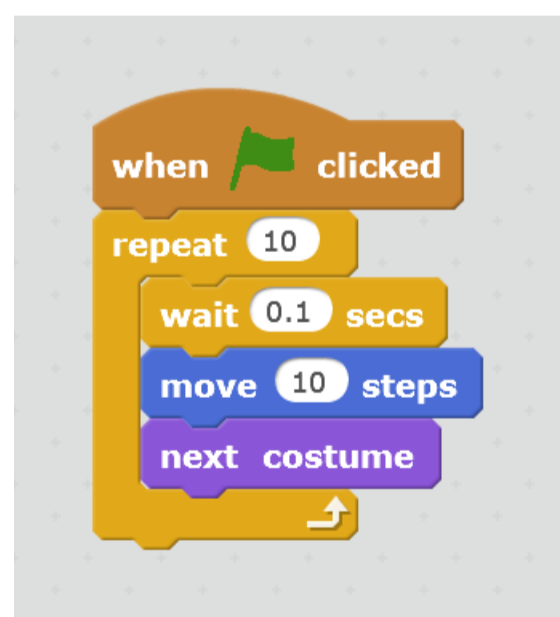 when clicked
repeat 10
wait 0.1 secs
move 10 steps
next costume